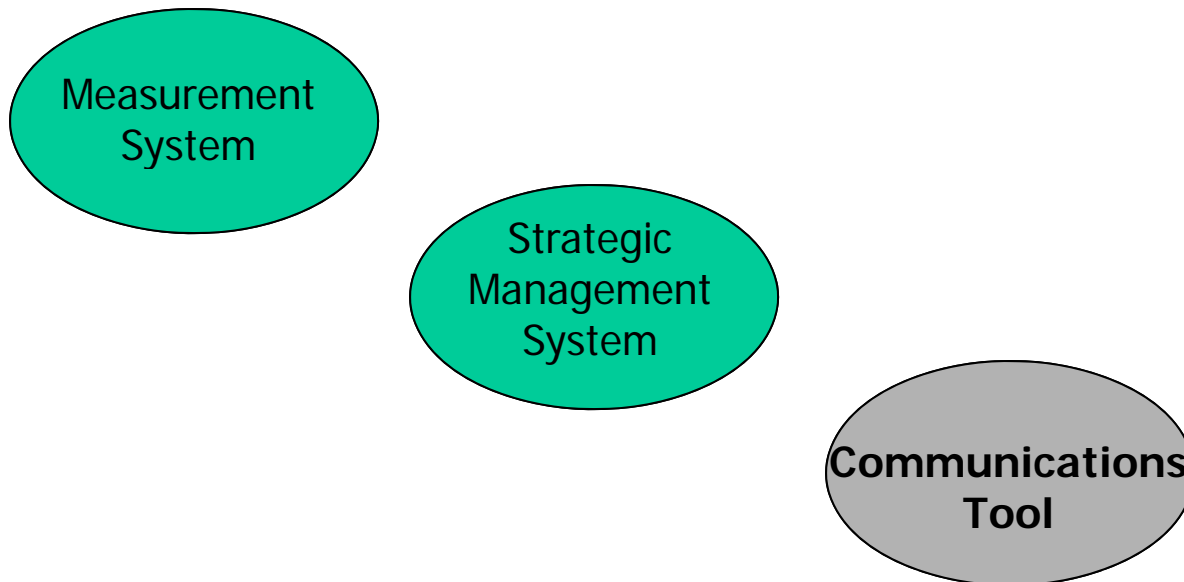 Measurement
System
Strategic
Management
System
Communications
Tool